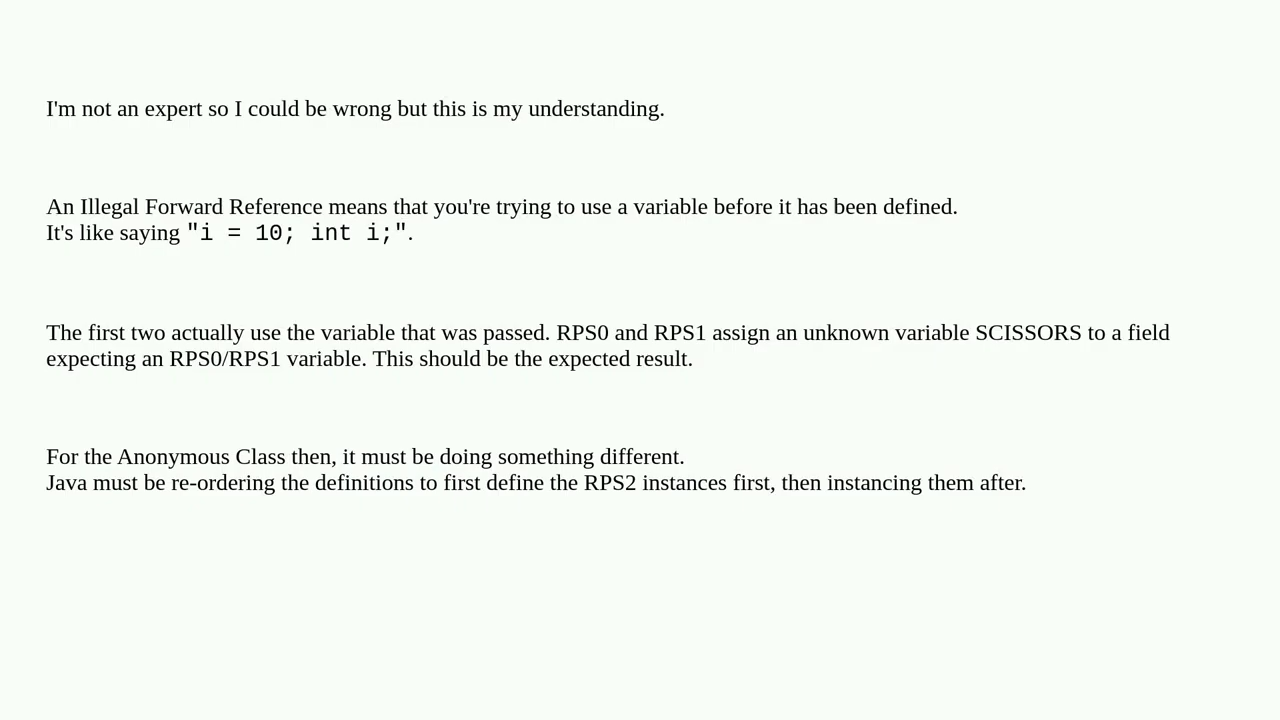 I'm not an expert so I could be wrong but this is my understanding.
An Illegal Forward Reference means that you're trying to use a variable before it has been defined.
It's like saying "i = 10; int i;".
The first two actually use the variable that was passed. RPS0 and RPS1 assign an unknown variable SCISSORS to a field
expecting an RPS0/RPS1 variable. This should be the expected result.
For the Anonymous Class then, it must be doing something different.
Java must be re-ordering the definitions to first define the RPS2 instances first, then instancing them after.